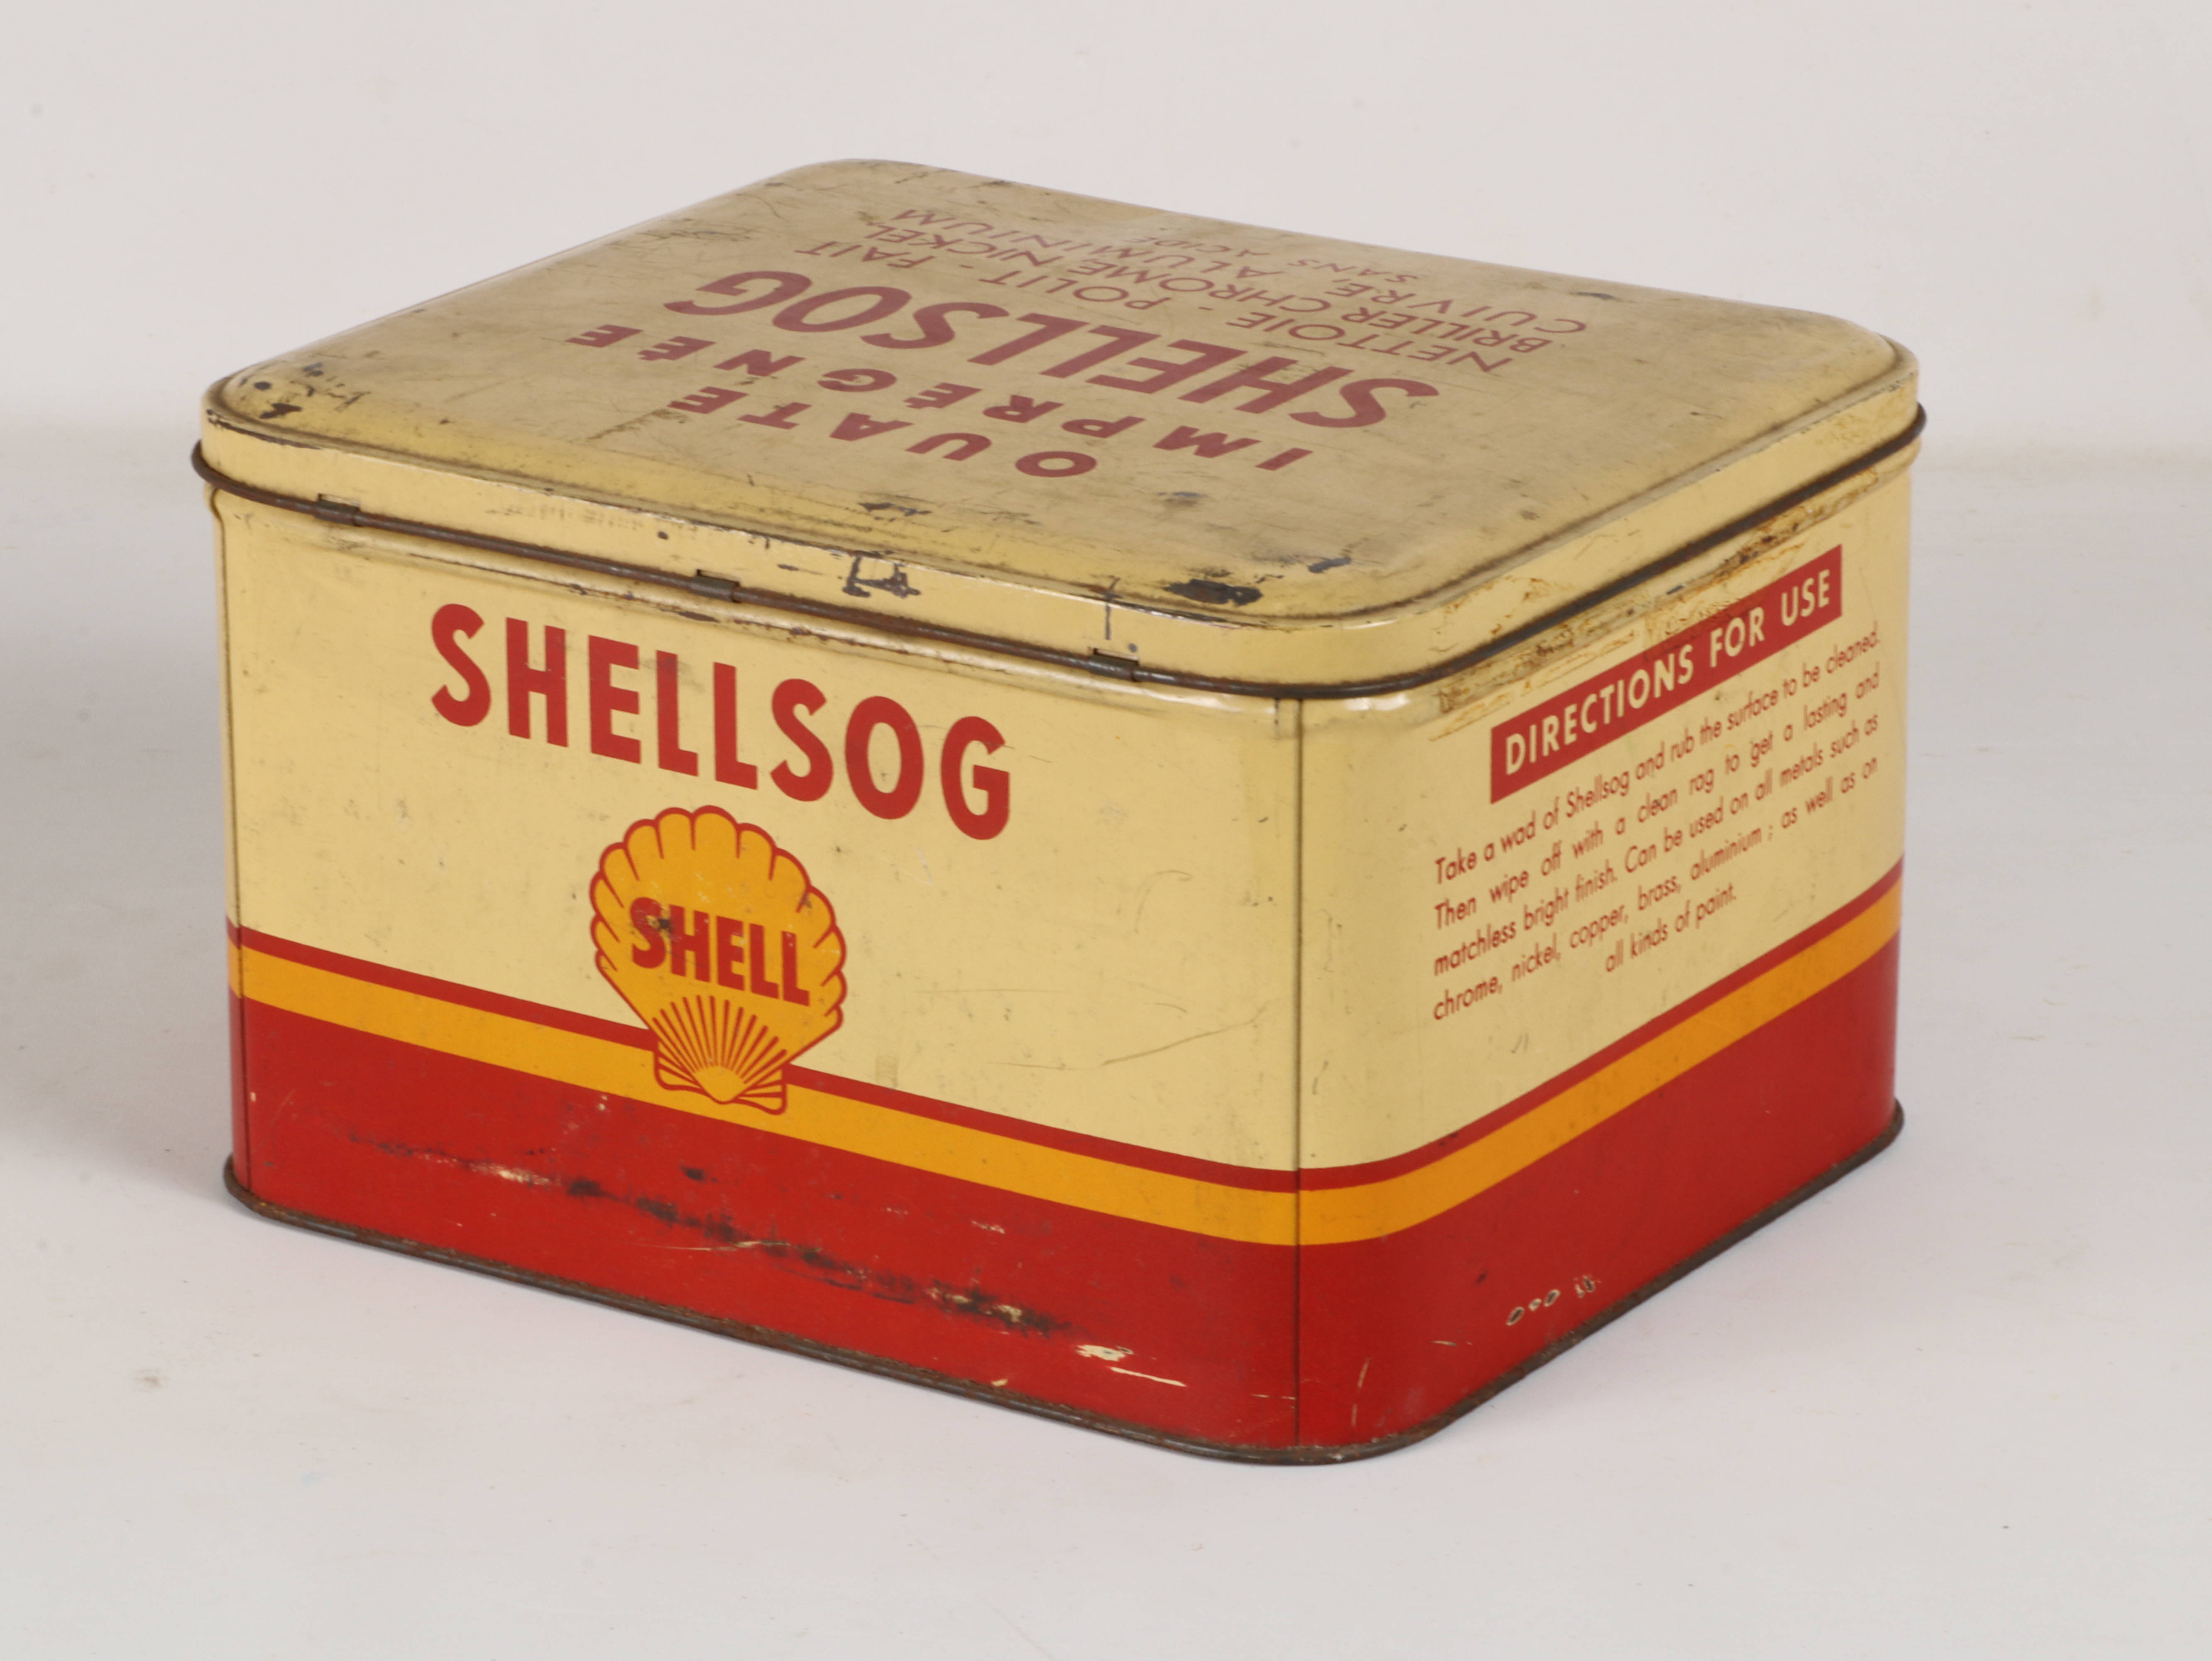 OUATE
IMPREGNEE
SHELLSOG
NETTOIE - POLIT - FAIT
BRILLER CHROME NICKEL
CUIVRE, ALUMINIUM
SANS ACIDE
SHELLSOG
SHELL
DIRECTIONS FOR USE
Take a wad of Shellsog and rub the surface to be cleaned.
Then wipe off with a clean rag to get a lasting and
matchless bright finish. Can be used on all metals such as
chrome, nickel, copper, brass, aluminium ; as well as on
all kinds of paint.